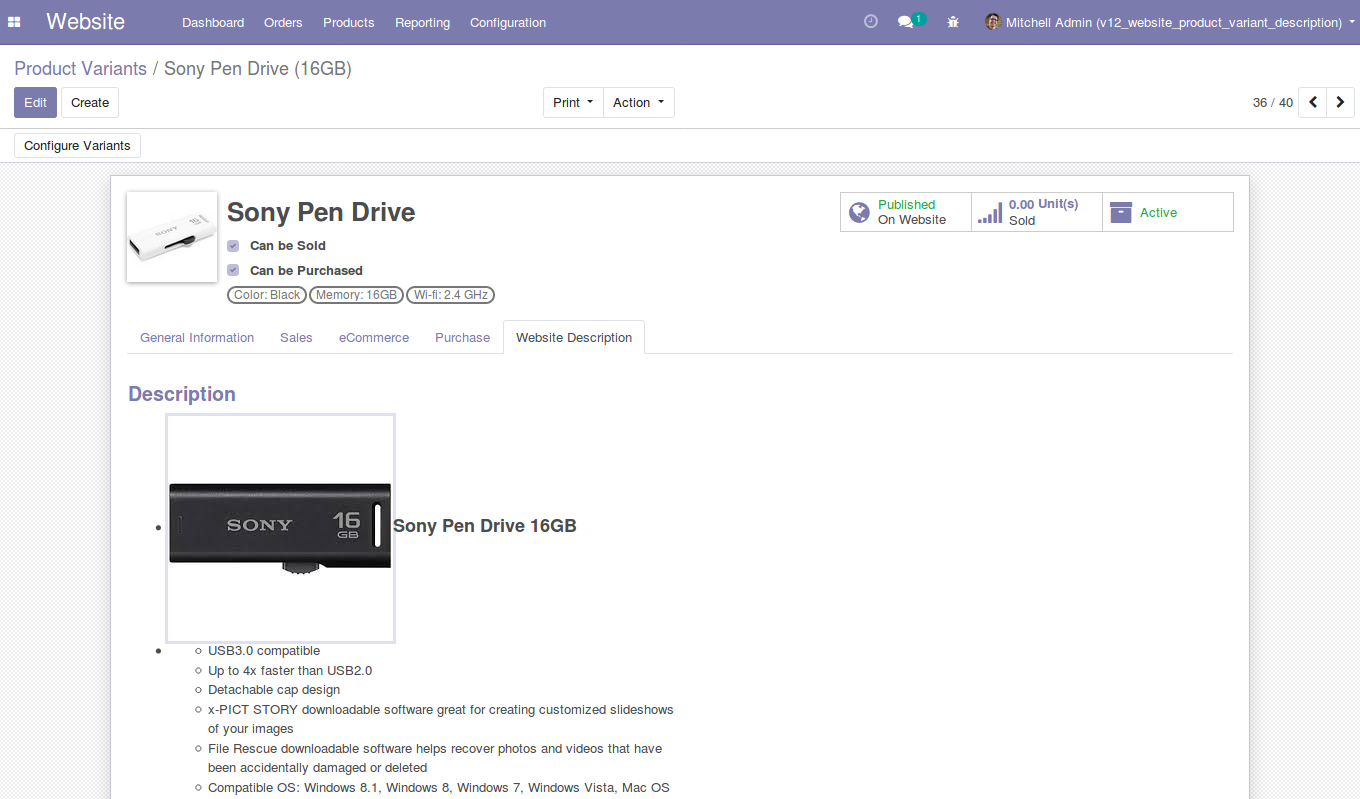 Website Dashboard Orders Products Reporting Configuration 1 Mitchell Admin (v12_website_product_variant_description)
Product Variants / Sony Pen Drive (16GB)
Edit Create Print Action 36 / 40
Configure Variants
SONY 16 GB
Sony Pen Drive
Can be Sold
Can be Purchased
Color: Black Memory: 16GB Wi-fi: 2.4 GHz
Published
On Website
0.00 Unit(s)
Sold
Active
General Information Sales eCommerce Purchase Website Description
Description
SONY 16
GB
Sony Pen Drive 16GB
USB3.0 compatible
Up to 4x faster than USB2.0
Detachable cap design
x-PICT STORY downloadable software great for creating customized slideshows
of your images
File Rescue downloadable software helps recover photos and videos that have
been accidentally damaged or deleted
Compatible OS: Windows 8.1, Windows 8, Windows 7, Windows Vista, Mac OS